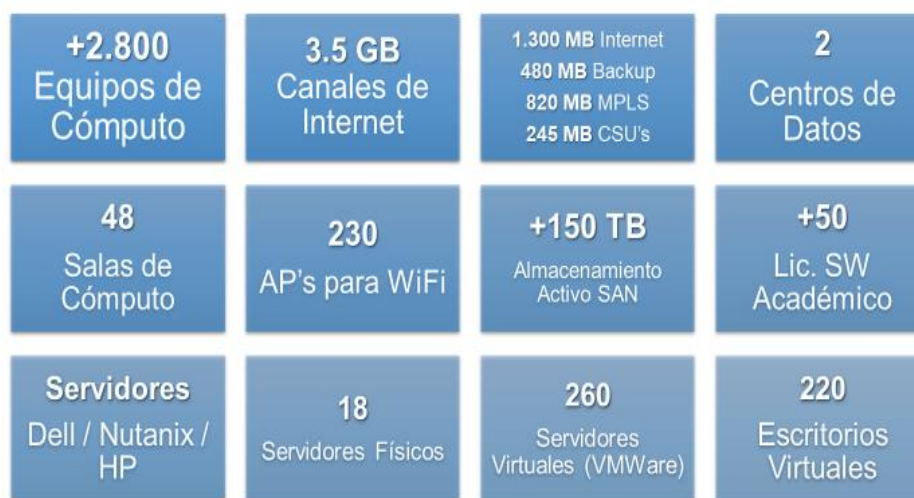 +2.800
Equipos de
Cómputo
3.5 GB
Canales de
Internet
1.300 MB Internet
480 MB Backup
820 MB MPLS
245 MB CSU's
2
Centros de
Datos
48
Salas de
Cómputo
230
AP's para WiFi
+150 TB
Almacenamiento
Activo SAN
+50
Lic. SW
Académico
Servidores
Dell / Nutanix /
HP
18
Servidores Físicos
260
Servidores
Virtuales (VMWare)
220
Escritorios
Virtuales